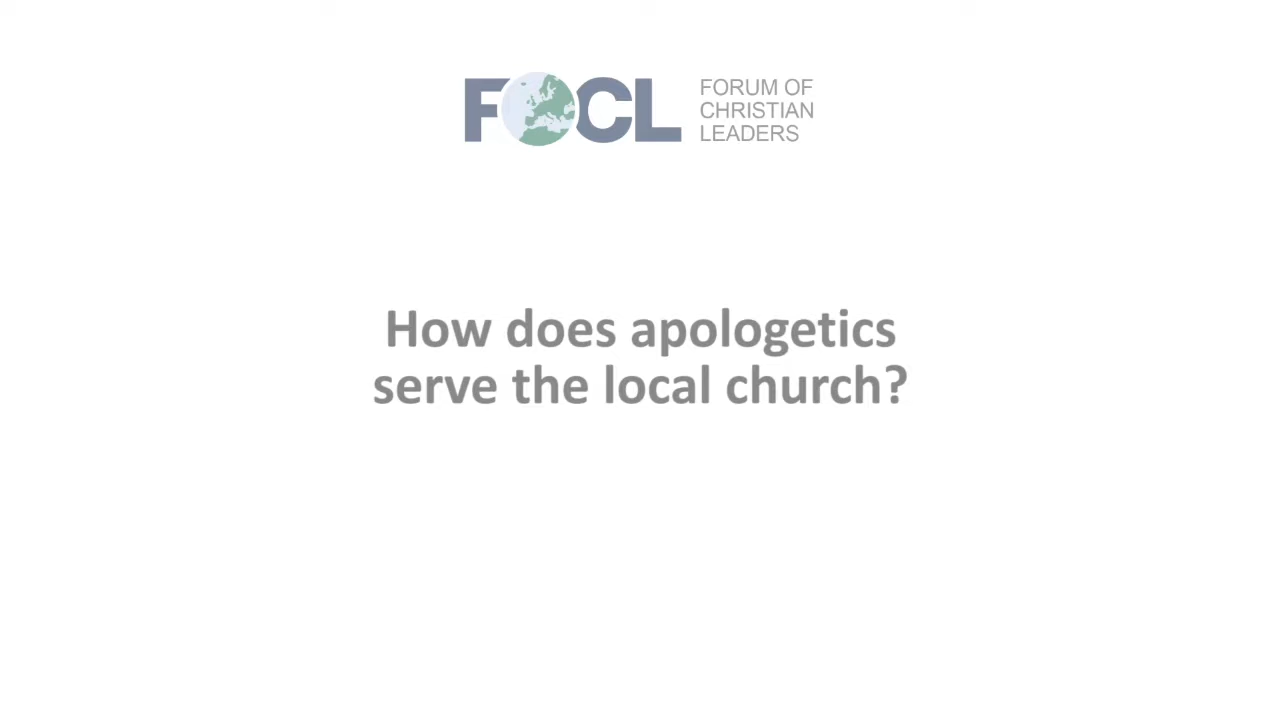 FOCL
FORUM OF
CHRISTIAN
LEADERS
How does apologetics
serve the local church?